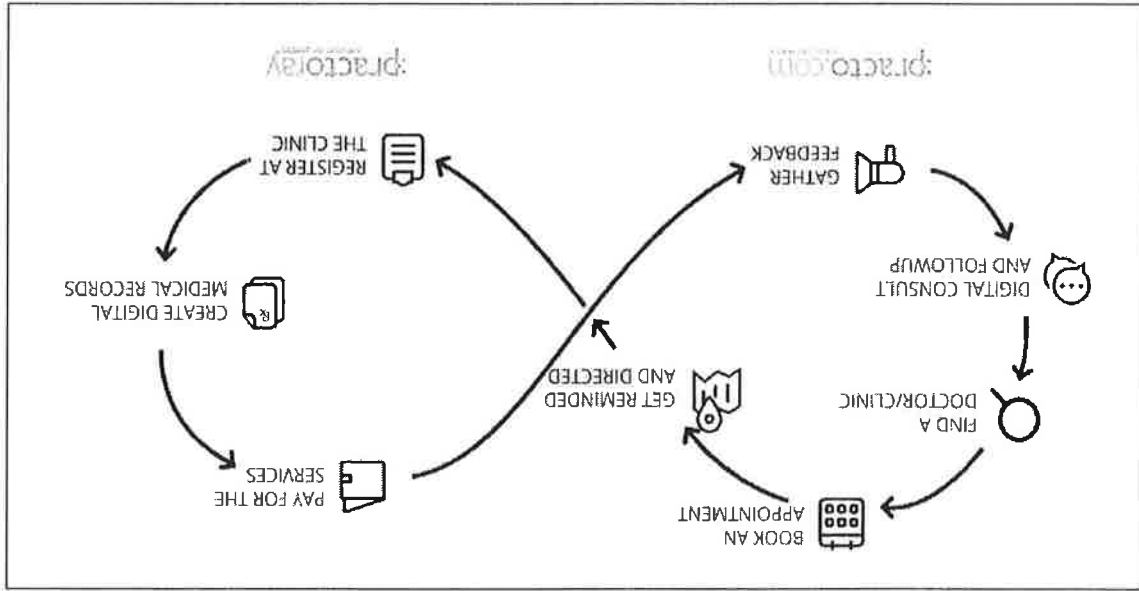 BOOK AN
APPOINTMENT
PAY FOR THE
SERVICES
FIND A
DOCTOR/CLINIC
GET REMINDED
AND DIRECTED
CREATE DIGITAL
MEDICAL RECORDS
DIGITAL CONSULT
AND FOLLOWUP
GATHER
FEEDBACK
REGISTER AT
THE CLINIC
:practo.com
:practoray